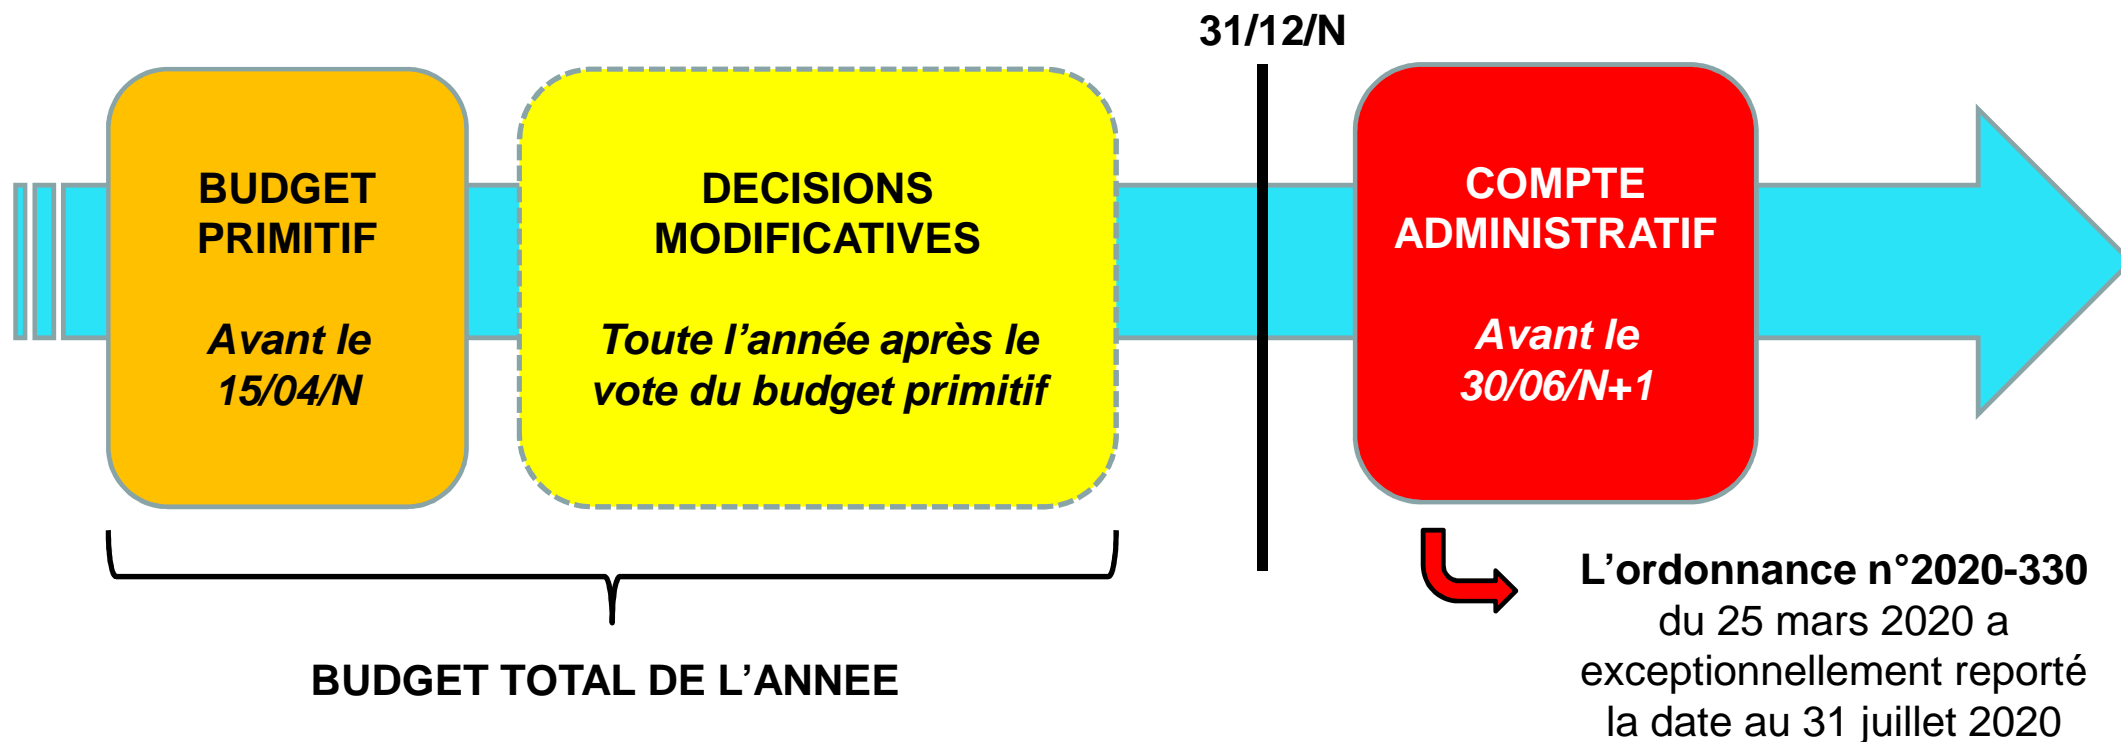 31/12/N
BUDGET
PRIMITIF
Avant le
15/04/N
DECISIONS
MODIFICATIVES
Toute l’année après le
vote du budget primitif
COMPTE
ADMINISTRATIF
Avant le
30/06/N+1
BUDGET TOTAL DE L’ANNEE
L’ordonnance n°2020-330
du 25 mars 2020 a
exceptionnellement reporté
la date au 31 juillet 2020